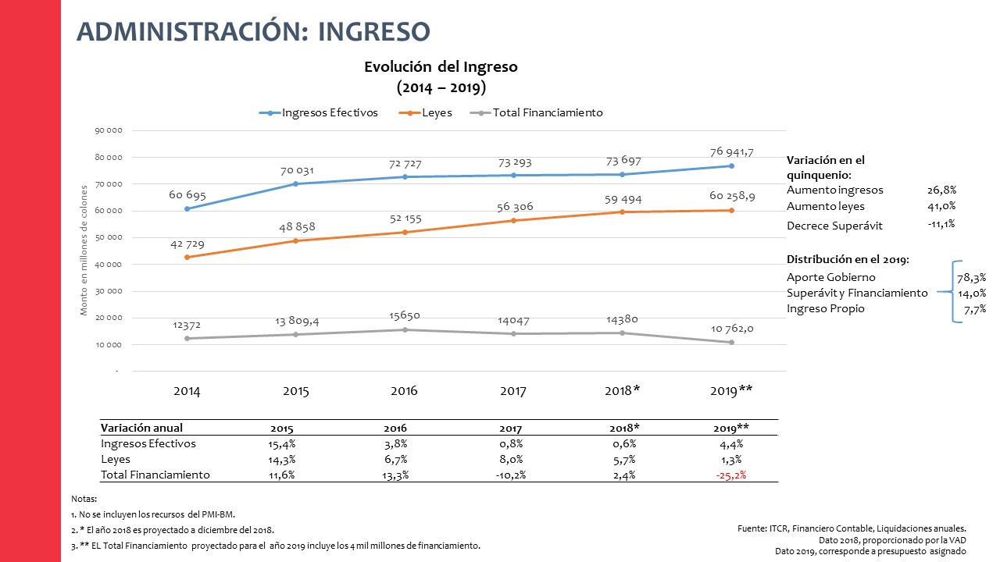 ADMINISTRACIÓN: INGRESO
Evolución del Ingreso
(2014 – 2019)
Ingresos Efectivos Leyes Total Financiamiento
Monto en millones de colones
90 000
80 000
70 000
60 000
50 000
40 000
30 000
20 000
10 000
-
60 695 70 031 72 727 73 293 73 697 76 941,7
42 729 48 858 52 155 56 306 59 494 60 258,9
12372 13 809,4 15650 14047 14380 10 762,0
2014 2015 2016 2017 2018* 2019**
Variación en el
quinquenio:
Aumento ingresos 26,8%
Aumento leyes 41,0%
Decrece Superávit -11,1%
Distribución en el 2019:
Aporte Gobierno 78,3%
Superávit y Financiamiento 14,0%
Ingreso Propio 7,7%
Variación anual 2015 2016 2017 2018* 2019**
Ingresos Efectivos 15,4% 3,8% 0,8% 0,6% 4,4%
Leyes 14,3% 6,7% 8,0% 5,7% 1,3%
Total Financiamiento 11,6% 13,3% -10,2% 2,4% -25,2%
Notas:
1. No se incluyen los recursos del PMI-BM.
2. * El año 2018 es proyectado a diciembre del 2018.
3. ** EL Total Financiamiento proyectado para el año 2019 incluye los 4 mil millones de financiamiento.
Fuente: ITCR, Financiero Contable, Liquidaciones anuales.
Dato 2018, proporcionado por la VAD
Dato 2019, corresponde a presupuesto asignado